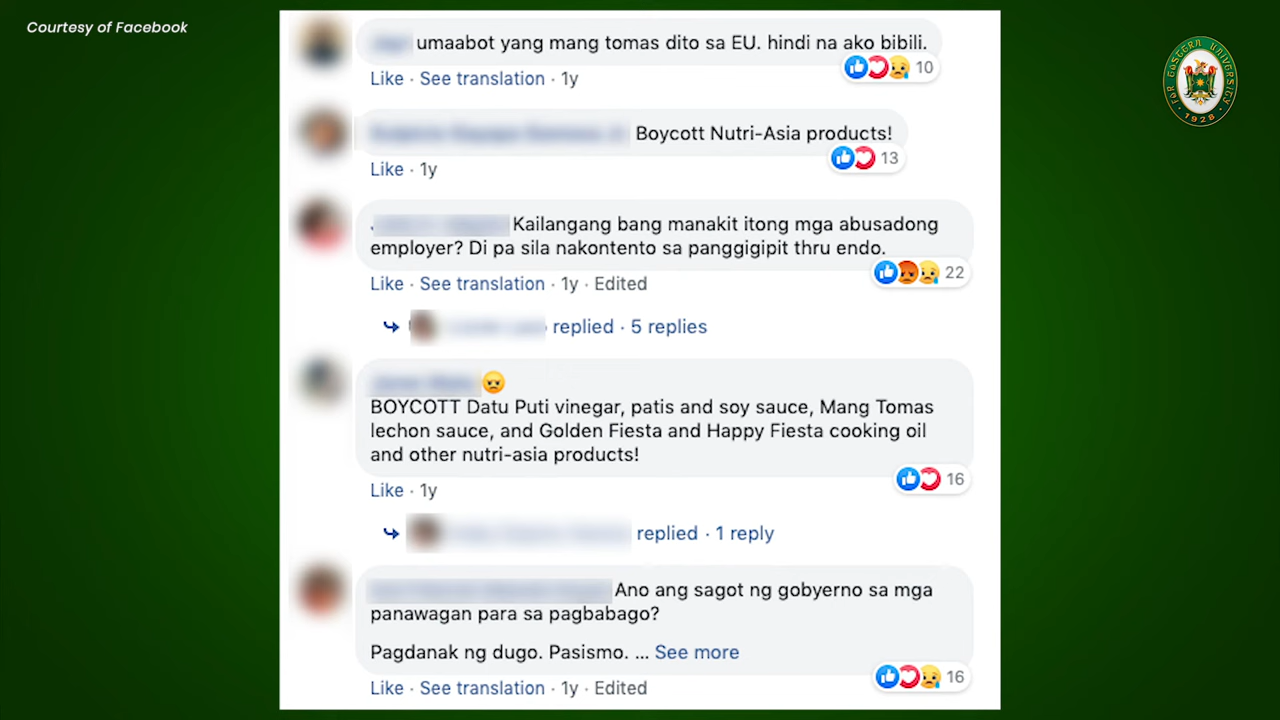 Courtesy of Facebook
umaabot yang mang tomas dito sa EU. hindi na ako bibili.
10
Like · See translation · 1y
Boycott Nutri-Asia products!
13
Like · 1y
Kailangang bang manakit itong mga abusadong
employer? Di pa sila nakontento sa panggigipit thru endo.
22
Like · See translation · 1y · Edited
replied · 5 replies
BOYCOTT Datu Puti vinegar, patis and soy sauce, Mang Tomas
lechon sauce, and Golden Fiesta and Happy Fiesta cooking oil
and other nutri-asia products!
16
Like · 1y
replied · 1 reply
Ano ang sagot ng gobyerno sa mga
panawagan para sa pagbabago?
Pagdanak ng dugo. Pasismo. ... See more
16
Like · See translation · 1y · Edited
FAR EASTERN UNIVERSITY
1928